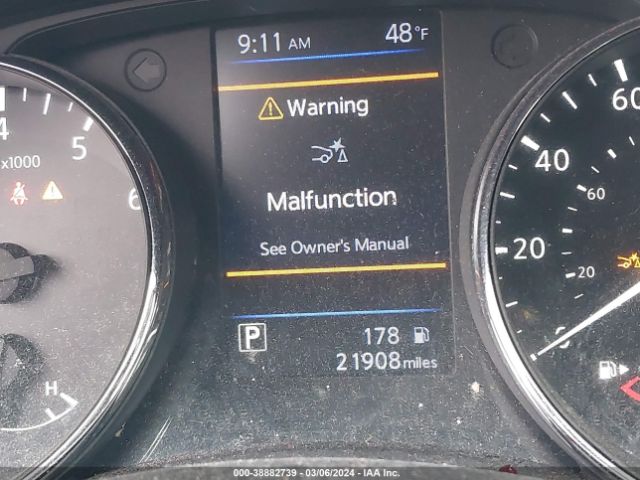 9:11 AM 48°F
Warning
Malfunction
See Owner's Manual
P 178
21908 miles
4
5
6
x1000
H
60
40
20
0
60
20
000-38882739 - 03/06/2024 - IAA Inc.